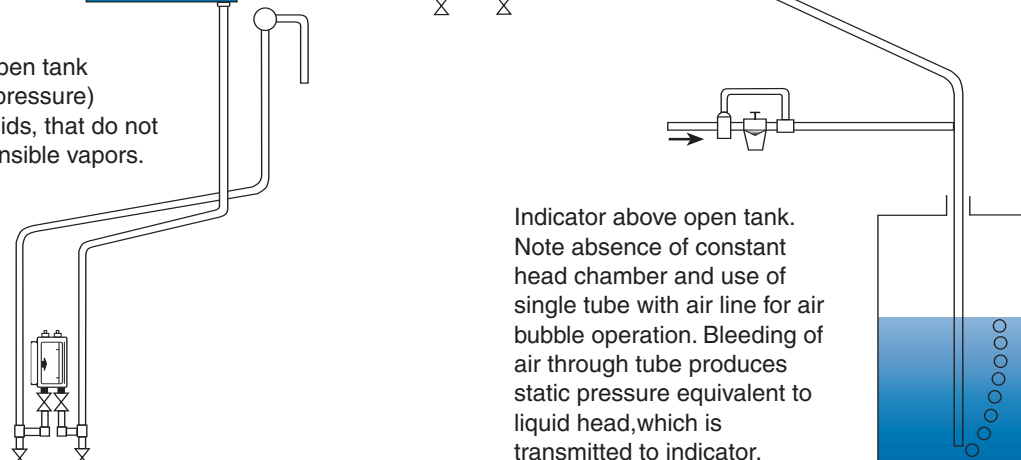 pen tank
pressure)
ids, that do not
nsible vapors.
Indicator above open tank.
Note absence of constant
head chamber and use of
single tube with air line for air
bubble operation. Bleeding of
air through tube produces
static pressure equivalent to
liquid head,which is
transmitted to indicator.